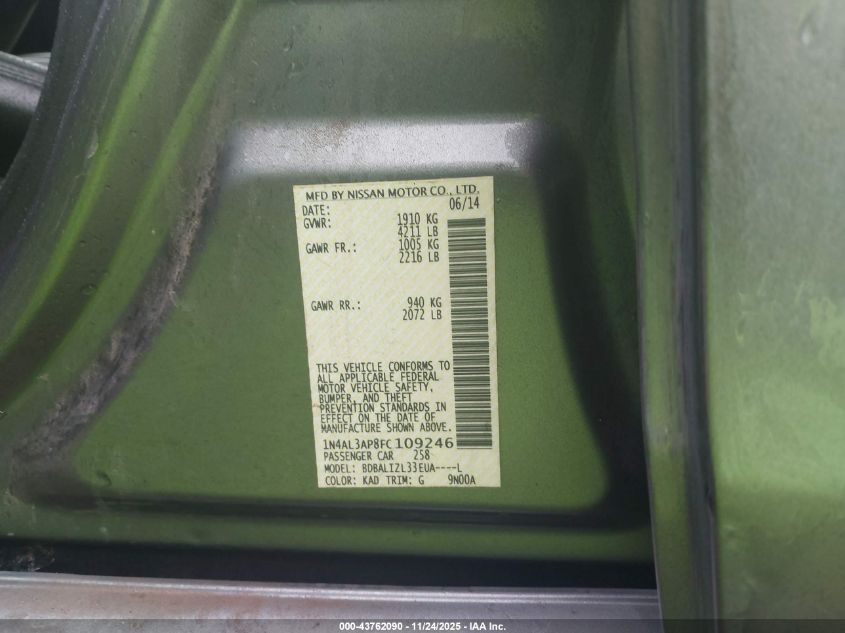 MFD BY NISSAN MOTOR CO., LTD.
DATE: 06/14
GVWR: 1910 KG
4211 LB
GAWR FR.: 1005 KG
2216 LB
GAWR RR.: 940 KG
2072 LB
THIS VEHICLE CONFORMS TO
ALL APPLICABLE FEDERAL
MOTOR VEHICLE SAFETY,
BUMPER, AND THEFT
PREVENTION STANDARDS IN
EFFECT ON THE DATE OF
MANUFACTURE SHOWN ABOVE.
1N4AL3AP8FC109246
PASSENGER CAR 258
MODEL: BDBALIZL33EUA----L
COLOR: KAD TRIM: G 9N00A
000-43762090 - 11/24/2025 - IAA Inc.